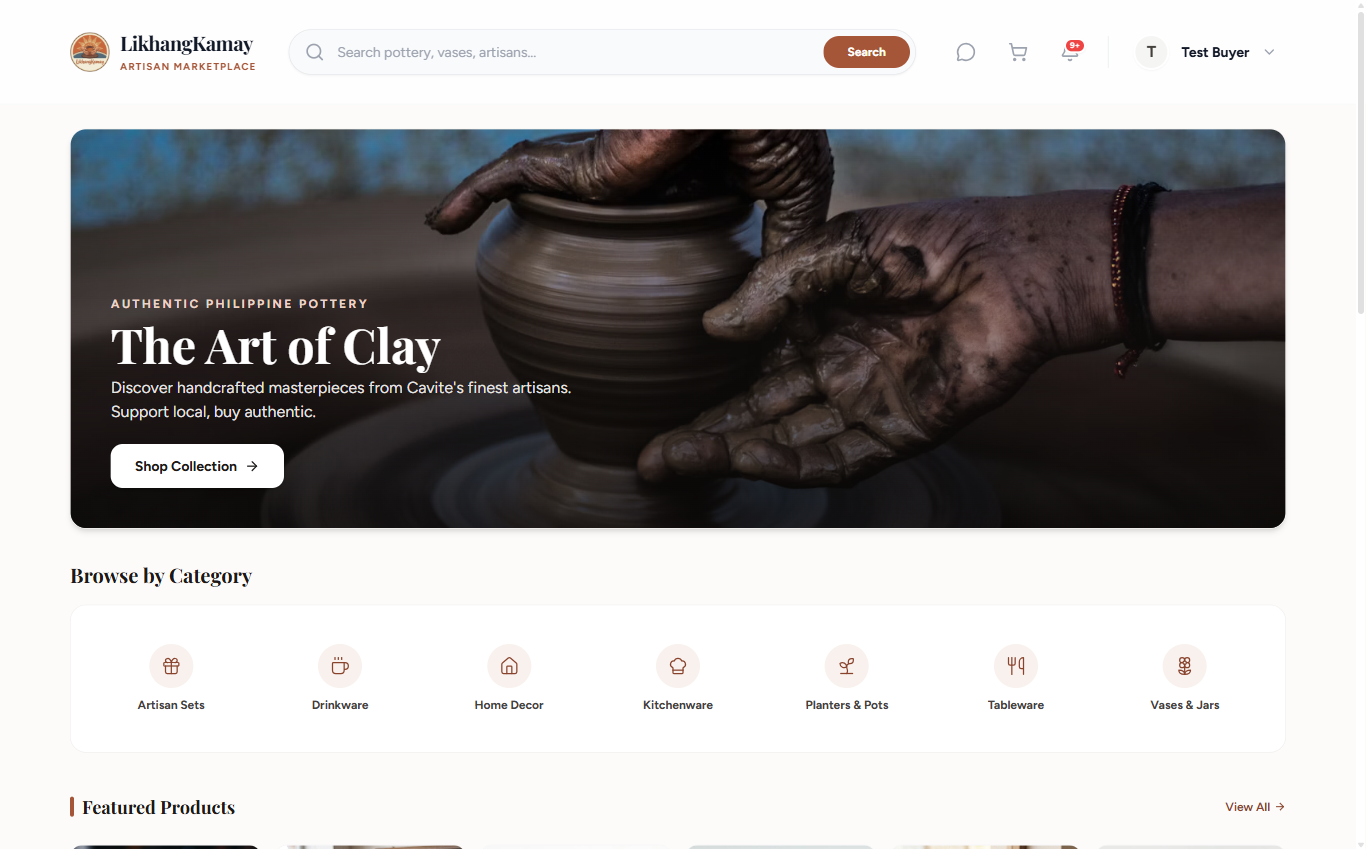 LikhangKamay
ARTISAN MARKETPLACE
Search pottery, vases, artisans...
Search
9+
T
Test Buyer
AUTHENTIC PHILIPPINE POTTERY
The Art of Clay
Discover handcrafted masterpieces from Cavite's finest artisans.
Support local, buy authentic.
Shop Collection →
Browse by Category
Artisan Sets
Drinkware
Home Decor
Kitchenware
Planters & Pots
Tableware
Vases & Jars
Featured Products
View All →